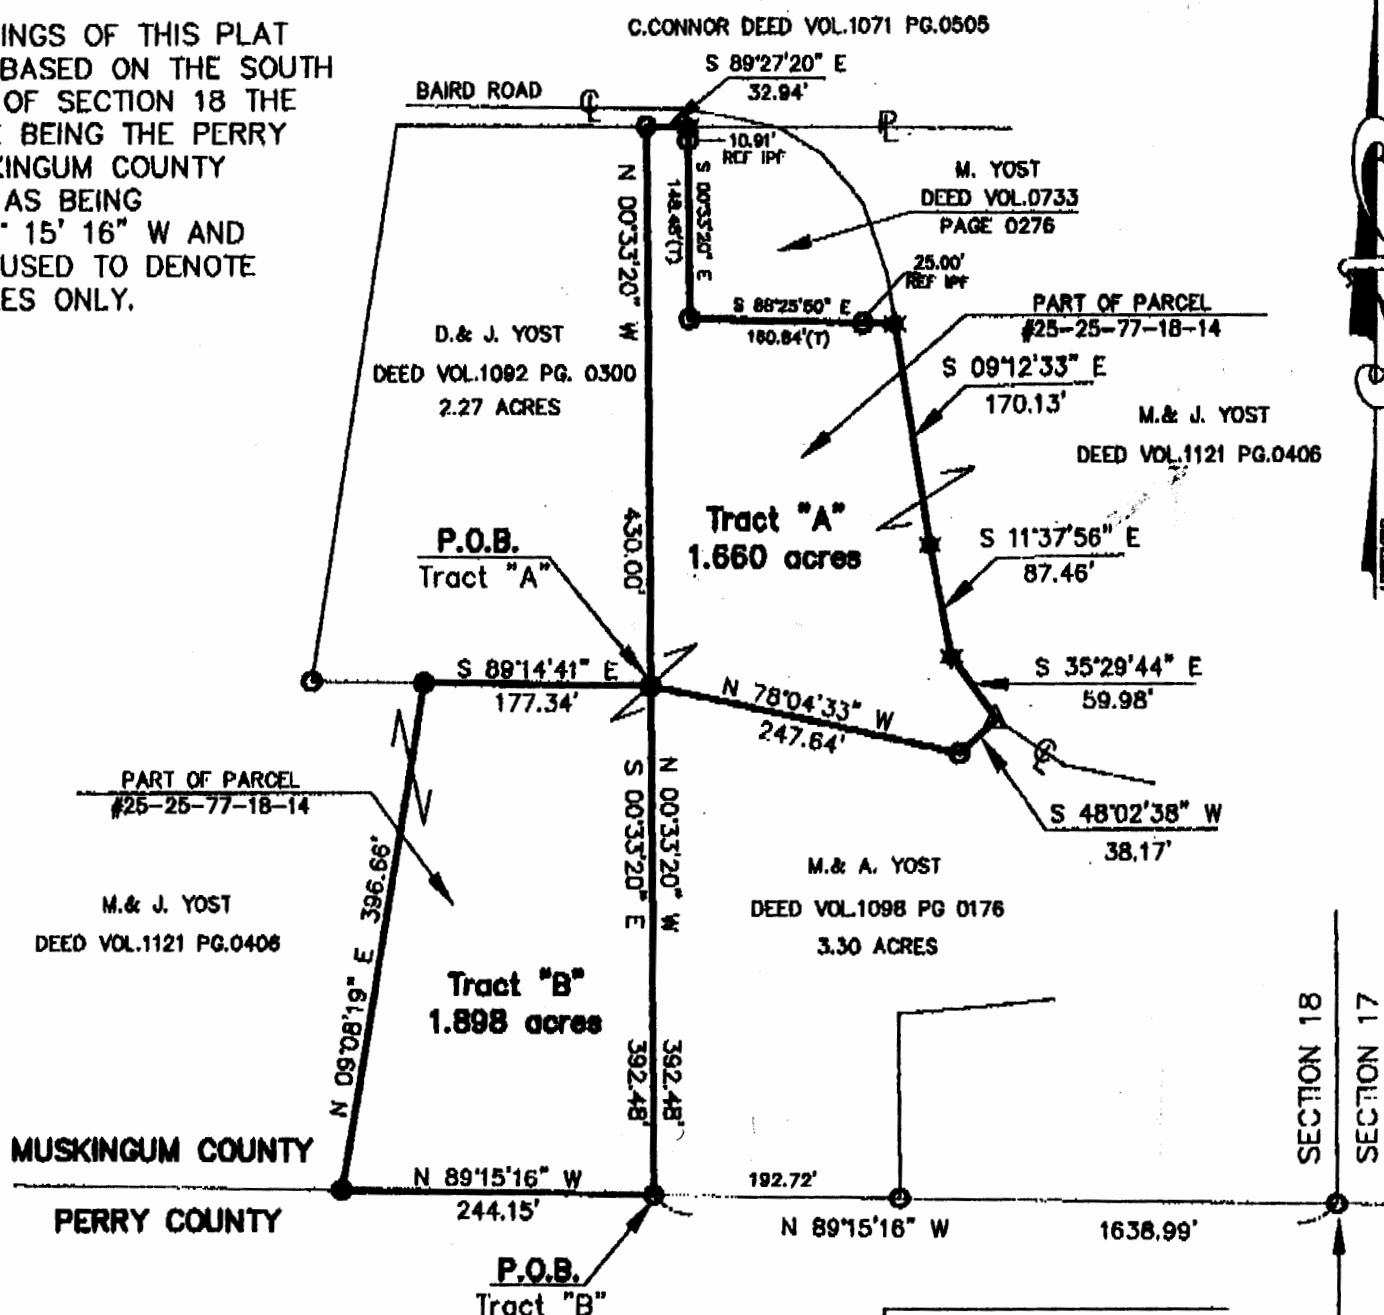 INGS OF THIS PLAT
BASED ON THE SOUTH
OF SECTION 18 THE
BEING THE PERRY
KINGUM COUNTY
AS BEING
15' 16" W AND
USED TO DENOTE
ES ONLY.
C.CONNOR DEED VOL.1071 PG.0505
S 89°27'20" E
32.94'
BAIRD ROAD
10.91'
REF IPF
N 00°33'20" W
430.00'
S 00°33'20" E
148.48'(T)
M. YOST
DEED VOL.0733
PAGE 0276
25.00'
REF IPF
S 88°25'50" E
180.84'(T)
PART OF PARCEL
#25-25-77-18-14
D.& J. YOST
DEED VOL.1092 PG. 0300
2.27 ACRES
S 09°12'33" E
170.13'
M.& J. YOST
DEED VOL.1121 PG.0406
Tract "A"
1.660 acres
P.O.B.
Tract "A"
S 11°37'56" E
87.46'
S 89°14'41" E
177.34'
N 78°04'33" W
247.64'
S 35°29'44" E
59.98'
PART OF PARCEL
#25-25-77-18-14
S 00°33'20" E
392.48'
N 00°33'20" W
392.48'
S 48°02'38" W
38.17'
M.& A. YOST
DEED VOL.1098 PG 0176
3.30 ACRES
M.& J. YOST
DEED VOL.1121 PG.0406
N 09°08'19" E 396.66'
Tract "B"
1.898 acres
SECTION 18
SECTION 17
MUSKINGUM COUNTY
PERRY COUNTY
N 89°15'16" W
244.15'
192.72'
N 89°15'16" W
1638.99'
P.O.B.
Tract "B"